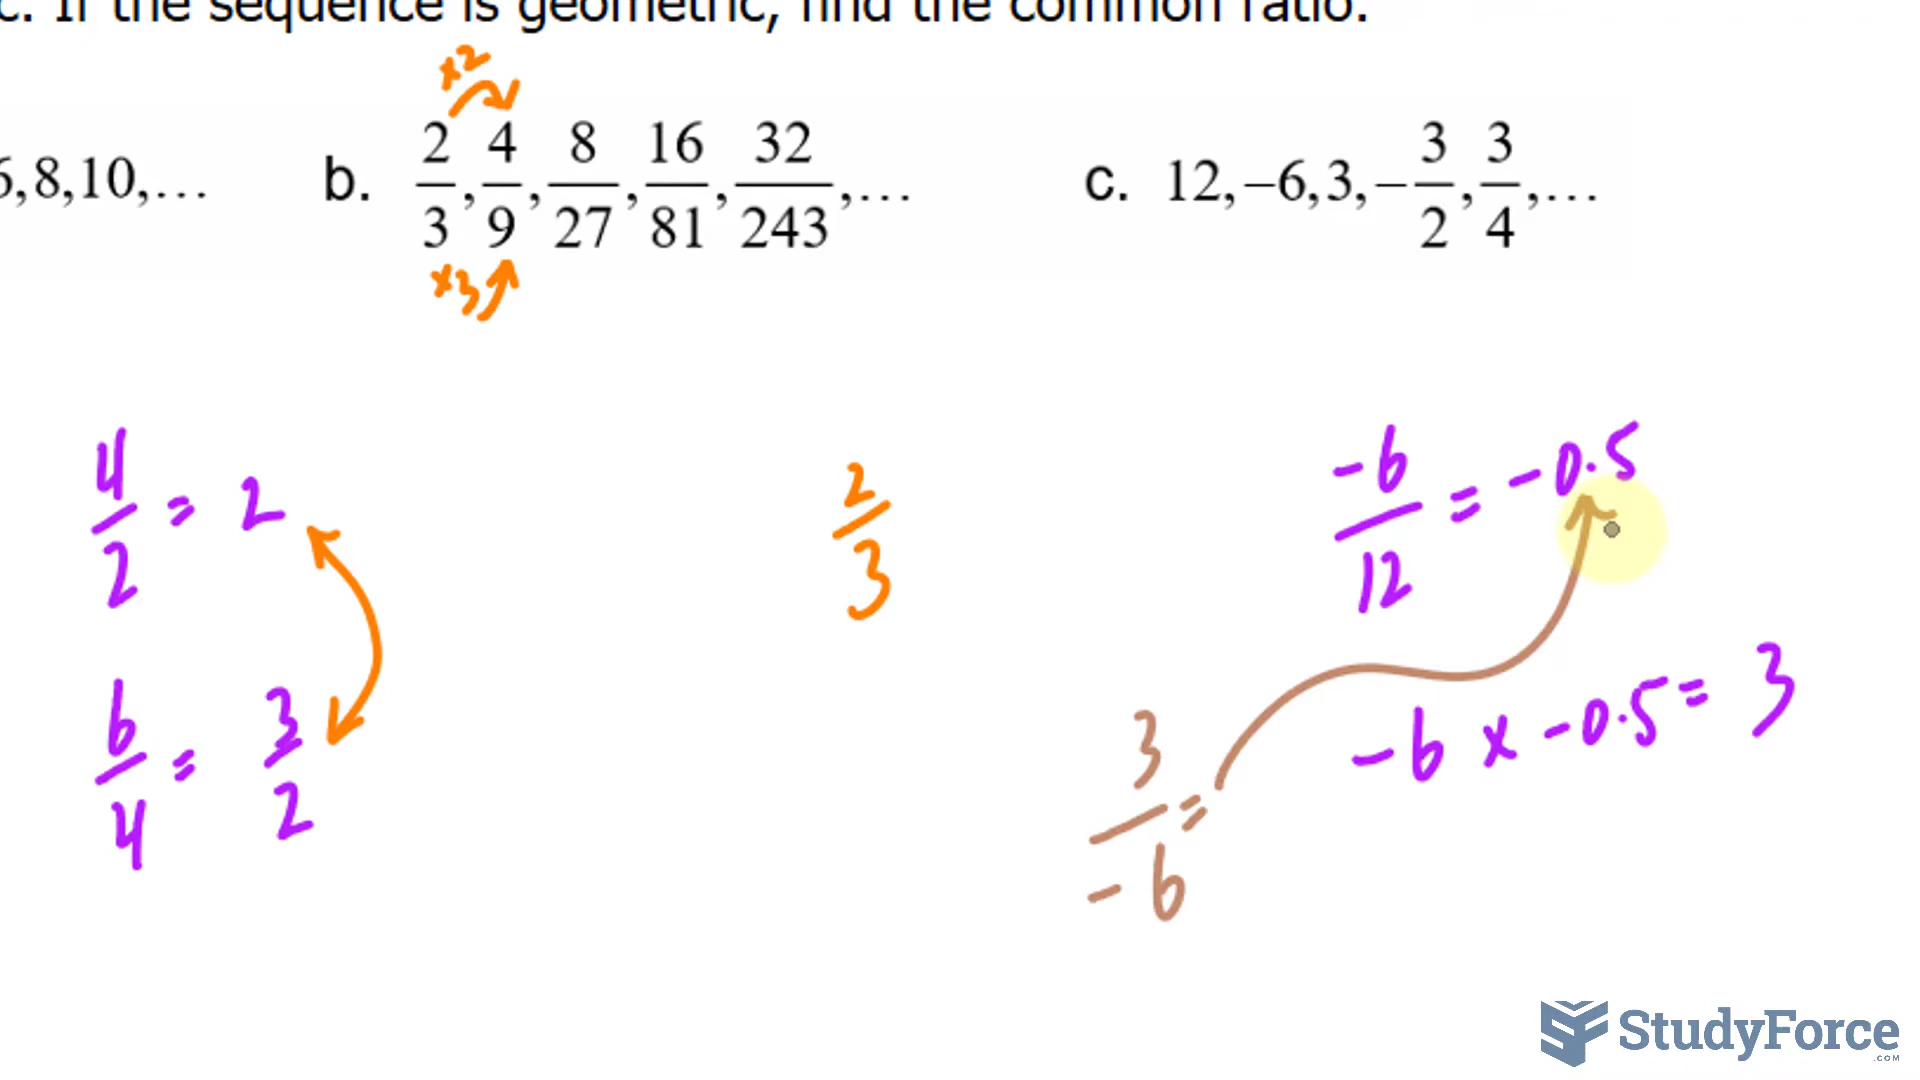 c. If the sequence is geometric, find the common ratio.
×2
6,8,10,… b. 2/3, 4/9, 8/27, 16/81, 32/243,… c. 12,−6,3,−3/2, 3/4,…
×3
4/2 = 2
2/3
-6/12 = -0.5
6/4 = 3/2
3/-6 =
-6 x -0.5 = 3
StudyForce
.COM